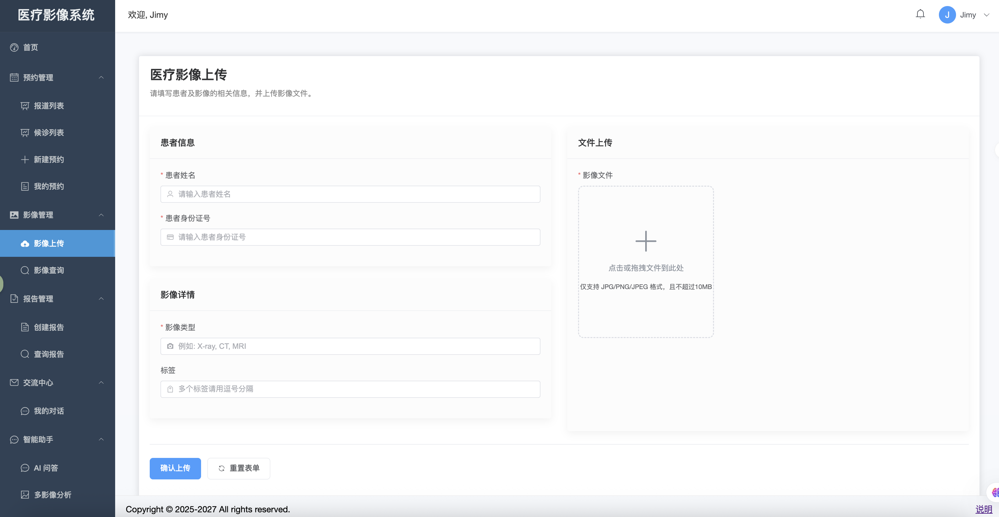 医疗影像系统
欢迎, Jimy
J
Jimy
首页
预约管理
报道列表
候诊列表
新建预约
我的预约
影像管理
影像上传
影像查询
报告管理
创建报告
查询报告
交流中心
我的对话
智能助手
AI 问答
多影像分析
医疗影像上传
请填写患者及影像的相关信息，并上传影像文件。
患者信息
* 患者姓名
请输入患者姓名
* 患者身份证号
请输入患者身份证号
影像详情
* 影像类型
例如: X-ray, CT, MRI
标签
多个标签请用逗号分隔
文件上传
* 影像文件
点击或拖拽文件到此处
仅支持 JPG/PNG/JPEG 格式，且不超过10MB
确认上传
重置表单
Copyright © 2025-2027 All rights reserved.
说明